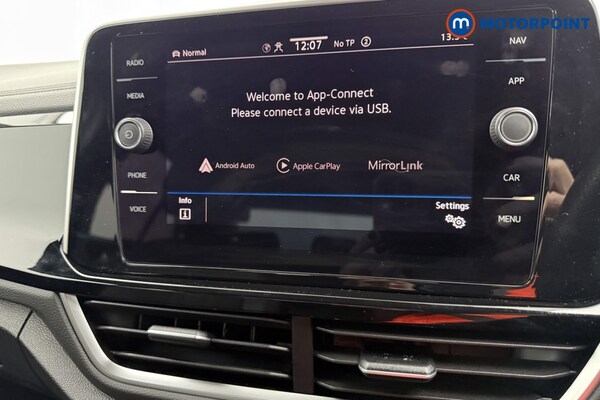 MOTORPOINT
RADIO
MEDIA
PHONE
VOICE
Normal
12:07
No TP
2
Welcome to App-Connect
Please connect a device via USB.
Android Auto
Apple CarPlay
MirrorLink
Info
Settings
NAV
APP
CAR
MENU